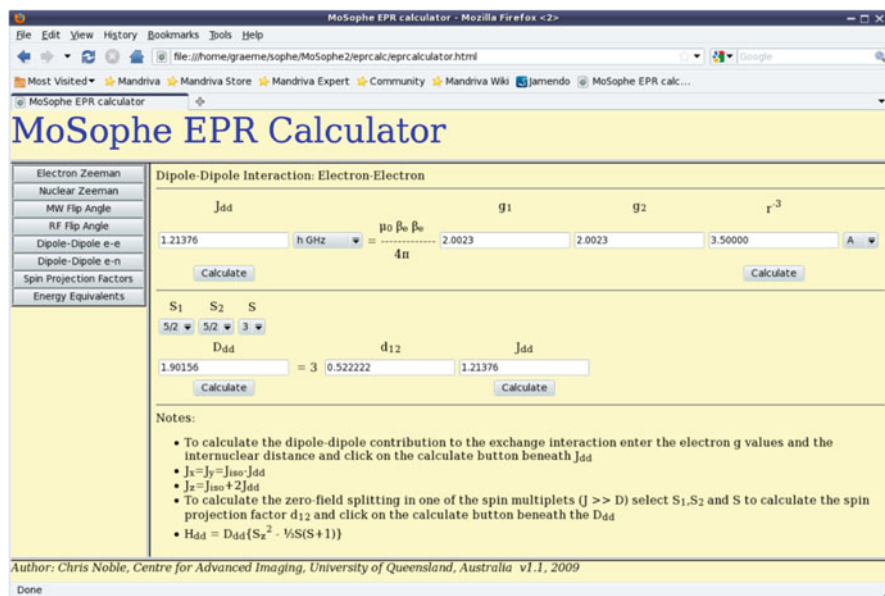 MoSophe EPR calculator - Mozilla Firefox <2>
File Edit View History Bookmarks Tools Help
file:///home/graeme/sophe/MoSophe2/eprcalc/eprcalculator.html
Google
Most Visited Mandriva Mandriva Store Mandriva Expert Community Mandriva Wiki Jamendo MoSophe EPR calc...
MoSophe EPR calculator
MoSophe EPR Calculator
Electron Zeeman
Nuclear Zeeman
MW Flip Angle
RF Flip Angle
Dipole-Dipole e-e
Dipole-Dipole e-n
Spin Projection Factors
Energy Equivalents
Dipole-Dipole Interaction: Electron-Electron
Jdd g1 g2 r⁻³
1.21376 h GHz = μ₀ βₑ βₑ ------------- 4π 2.0023 2.0023 3.50000 A
Calculate Calculate
S₁ S₂ S
5/2 5/2 3
Ddd d₁₂ Jdd
1.90156 = 3 0.522222 1.21376
Calculate Calculate
Notes:
• To calculate the dipole-dipole contribution to the exchange interaction enter the electron g values and the
internuclear distance and click on the calculate button beneath Jdd
• Jx=Jy=Jiso-Jdd
• Jz=Jiso+2Jdd
• To calculate the zero-field splitting in one of the spin multiplets (J >> D) select S₁,S₂ and S to calculate the spin
projection factor d₁₂ and click on the calculate button beneath the Ddd
• Hdd = Ddd{Sz² - ⅓S(S+1)}
Author: Chris Noble, Centre for Advanced Imaging, University of Queensland, Australia v1.1, 2009
Done